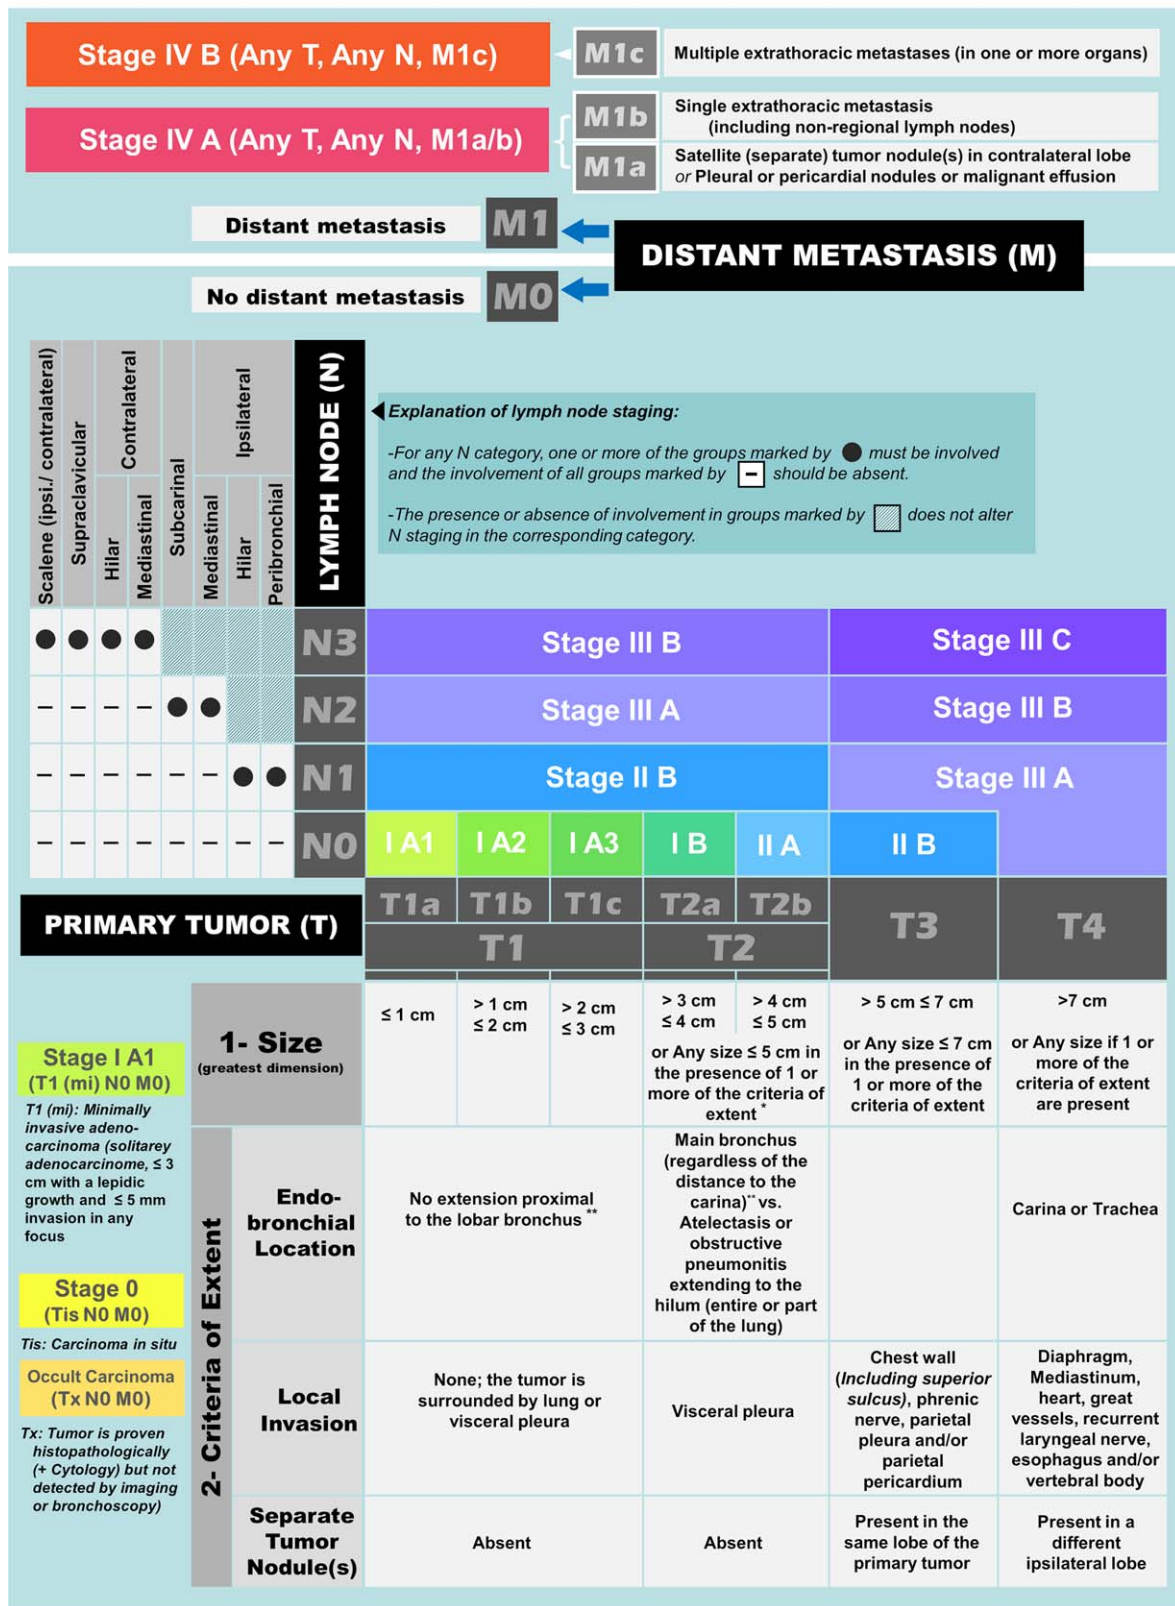 Stage IV B (Any T, Any N, M1c)
M1c
Multiple extrathoracic metastases (in one or more organs)
Stage IV A (Any T, Any N, M1a/b)
M1b
Single extrathoracic metastasis
(including non-regional lymph nodes)
M1a
Satellite (separate) tumor nodule(s) in contralateral lobe
or Pleural or pericardial nodules or malignant effusion
Distant metastasis
M1
DISTANT METASTASIS (M)
No distant metastasis
M0
Scalene (ipsi./ contralateral)
Supraclavicular
Contralateral
Hilar
Mediastinal
Subcarinal
Ipsilateral
Mediastinal
Hilar
Peribronchial
LYMPH NODE (N)
Explanation of lymph node staging:
-For any N category, one or more of the groups marked by ● must be involved
and the involvement of all groups marked by – should be absent.
-The presence or absence of involvement in groups marked by does not alter
N staging in the corresponding category.
● ● ● ●
N3
Stage III B
Stage III C
– – – – ● ●
N2
Stage III A
Stage III B
– – – – – – ● ●
N1
Stage II B
Stage III A
– – – – – – – –
N0
I A1
I A2
I A3
I B
II A
II B
PRIMARY TUMOR (T)
T1a
T1b
T1c
T2a
T2b
T3
T4
T1
T2
1- Size
(greatest dimension)
≤ 1 cm
> 1 cm
≤ 2 cm
> 2 cm
≤ 3 cm
> 3 cm
≤ 4 cm
> 4 cm
≤ 5 cm
or Any size ≤ 5 cm in
the presence of 1 or
more of the criteria of
extent *
> 5 cm ≤ 7 cm
or Any size ≤ 7 cm
in the presence of
1 or more of the
criteria of extent
>7 cm
or Any size if 1 or
more of the
criteria of extent
are present
Stage I A1
(T1 (mi) N0 M0)
T1 (mi): Minimally
invasive adeno-
carcinoma (solitarey
adenocarcinome, ≤ 3
cm with a lepidic
growth and ≤ 5 mm
invasion in any
focus
Stage 0
(Tis N0 M0)
Tis: Carcinoma in situ
Occult Carcinoma
(Tx N0 M0)
Tx: Tumor is proven
histopathologically
(+ Cytology) but not
detected by imaging
or bronchoscopy)
2- Criteria of Extent
Endo-
bronchial
Location
No extension proximal
to the lobar bronchus **
Main bronchus
(regardless of the
distance to the
carina)** vs.
Atelectasis or
obstructive
pneumonitis
extending to the
hilum (entire or part
of the lung)
Carina or Trachea
Local
Invasion
None; the tumor is
surrounded by lung or
visceral pleura
Visceral pleura
Chest wall
(Including superior
sulcus), phrenic
nerve, parietal
pleura and/or
parietal
pericardium
Diaphragm,
Mediastinum,
heart, great
vessels, recurrent
laryngeal nerve,
esophagus and/or
vertebral body
Separate
Tumor
Nodule(s)
Absent
Absent
Present in the
same lobe of the
primary tumor
Present in a
different
ipsilateral lobe